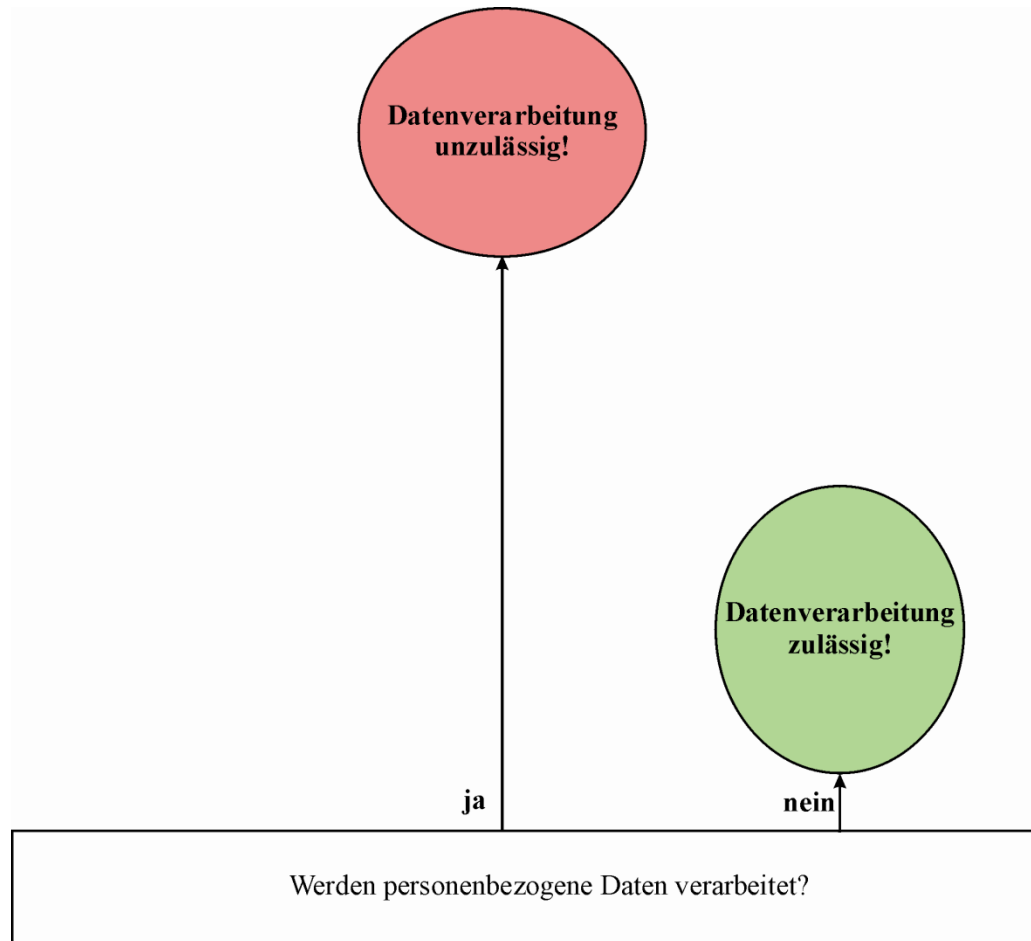 Datenverarbeitung
unzulässig!
Datenverarbeitung
zulässig!
ja
nein
Werden personenbezogene Daten verarbeitet?